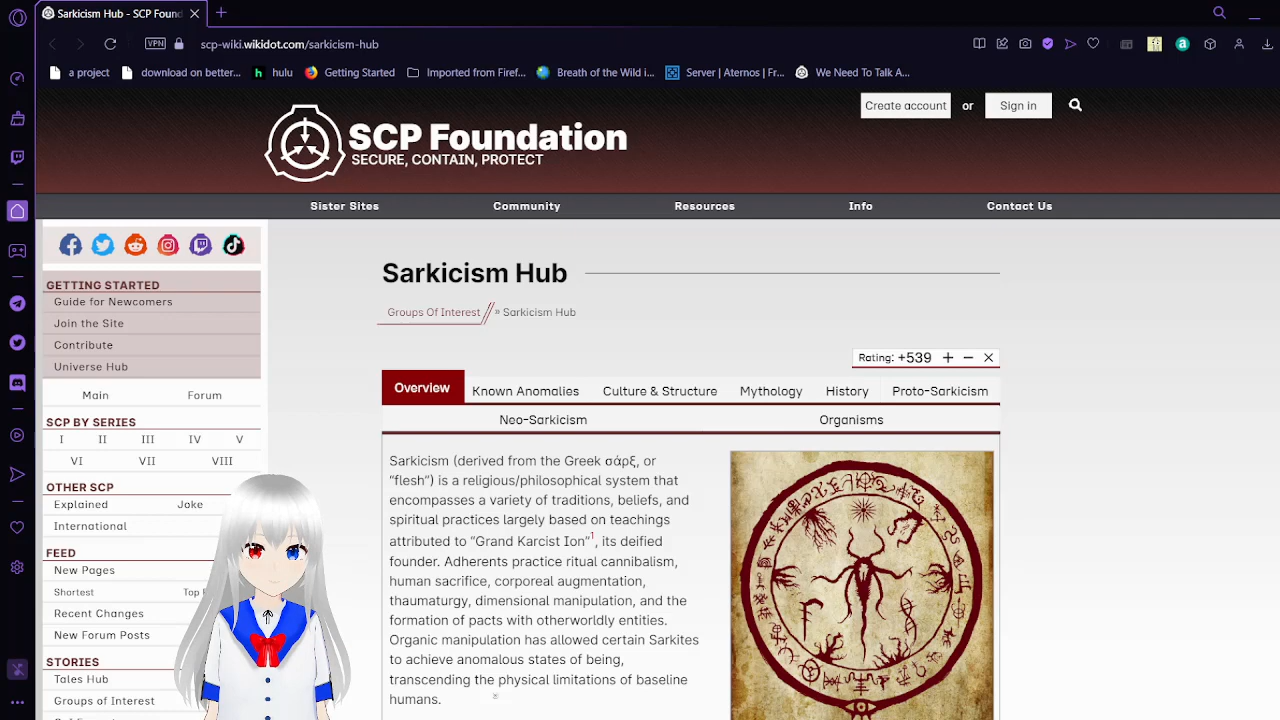 Sarkicism Hub - SCP Found
VPN
scp-wiki.wikidot.com/sarkicism-hub
a project
download on better...
hulu
Getting Started
Imported from Firef...
Breath of the Wild i...
Server | Aternos | Fr...
We Need To Talk A...
Create account or Sign in
SCP Foundation
SECURE, CONTAIN, PROTECT
Sister Sites
Community
Resources
Info
Contact Us
GETTING STARTED
Guide for Newcomers
Join the Site
Contribute
Universe Hub
Main Forum
SCP BY SERIES
I II III IV V
VI VII VIII
OTHER SCP
Explained Joke
International
FEED
New Pages
Shortest
Recent Changes
New Forum Posts
STORIES
Tales Hub
Groups of Interest
Sarkicism Hub
Groups Of Interest » Sarkicism Hub
Rating: +539 + − ×
Overview
Known Anomalies
Culture & Structure
Mythology
History
Proto-Sarkicism
Neo-Sarkicism
Organisms
Sarkicism (derived from the Greek σάρξ, or
“flesh”) is a religious/philosophical system that
encompasses a variety of traditions, beliefs, and
spiritual practices largely based on teachings
attributed to “Grand Karcist Ion”1, its deified
founder. Adherents practice ritual cannibalism,
human sacrifice, corporeal augmentation,
thaumaturgy, dimensional manipulation, and the
formation of pacts with otherworldly entities.
Organic manipulation has allowed certain Sarkites
to achieve anomalous states of being,
transcending the physical limitations of baseline
humans.